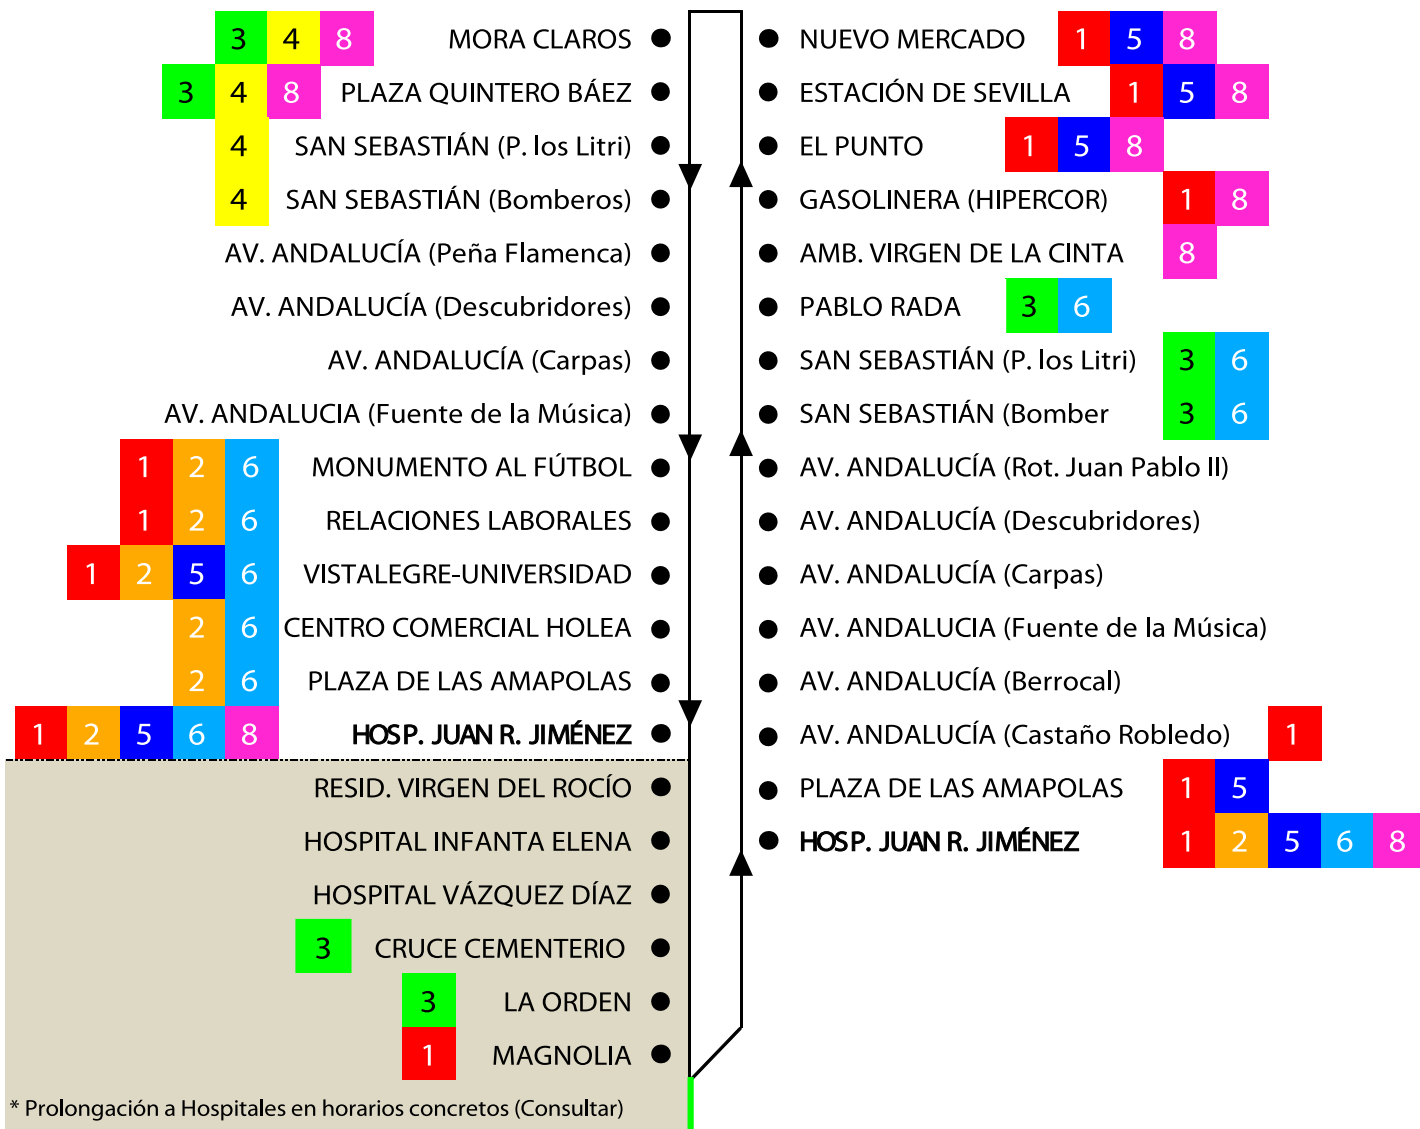 3 4 8 MORA CLAROS
3 4 8 PLAZA QUINTERO BÁEZ
4 SAN SEBASTIÁN (P. los Litri)
4 SAN SEBASTIÁN (Bomberos)
AV. ANDALUCÍA (Peña Flamenca)
AV. ANDALUCÍA (Descubridores)
AV. ANDALUCÍA (Carpas)
AV. ANDALUCIA (Fuente de la Música)
1 2 6 MONUMENTO AL FÚTBOL
1 2 6 RELACIONES LABORALES
1 2 5 6 VISTALEGRE-UNIVERSIDAD
2 6 CENTRO COMERCIAL HOLEA
2 6 PLAZA DE LAS AMAPOLAS
1 2 5 6 8 HOSP. JUAN R. JIMÉNEZ
RESID. VIRGEN DEL ROCÍO
HOSPITAL INFANTA ELENA
HOSPITAL VÁZQUEZ DÍAZ
3 CRUCE CEMENTERIO
3 LA ORDEN
1 MAGNOLIA
* Prolongación a Hospitales en horarios concretos (Consultar)
NUEVO MERCADO 1 5 8
ESTACIÓN DE SEVILLA 1 5 8
EL PUNTO 1 5 8
GASOLINERA (HIPERCOR) 1 8
AMB. VIRGEN DE LA CINTA 8
PABLO RADA 3 6
SAN SEBASTIÁN (P. los Litri) 3 6
SAN SEBASTIÁN (Bomber 3 6
AV. ANDALUCÍA (Rot. Juan Pablo II)
AV. ANDALUCÍA (Descubridores)
AV. ANDALUCÍA (Carpas)
AV. ANDALUCIA (Fuente de la Música)
AV. ANDALUCÍA (Berrocal)
AV. ANDALUCÍA (Castaño Robledo) 1
PLAZA DE LAS AMAPOLAS 1 5
HOSP. JUAN R. JIMÉNEZ 1 2 5 6 8